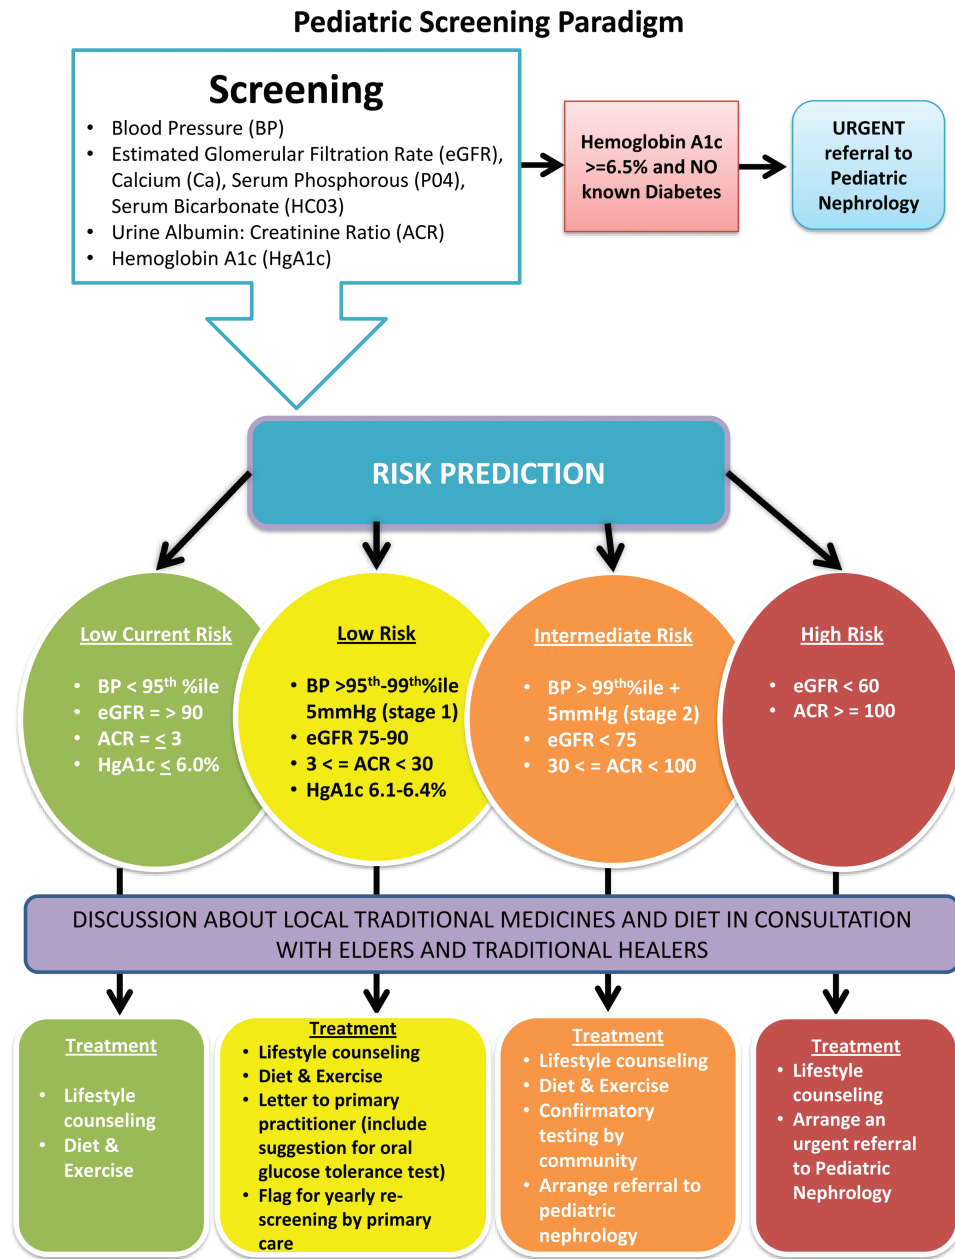 Pediatric Screening Paradigm
Screening
• Blood Pressure (BP)
• Estimated Glomerular Filtration Rate (eGFR),
Calcium (Ca), Serum Phosphorous (P04),
Serum Bicarbonate (HC03)
• Urine Albumin: Creatinine Ratio (ACR)
• Hemoglobin A1c (HgA1c)
Hemoglobin A1c
>=6.5% and NO
known Diabetes
URGENT
referral to
Pediatric
Nephrology
RISK PREDICTION
Low Current Risk
• BP < 95th %ile
• eGFR = > 90
• ACR = ≤ 3
• HgA1c ≤ 6.0%
Low Risk
• BP >95th-99th%ile
5mmHg (stage 1)
• eGFR 75-90
• 3 < = ACR < 30
• HgA1c 6.1-6.4%
Intermediate Risk
• BP > 99th%ile +
5mmHg (stage 2)
• eGFR < 75
• 30 < = ACR < 100
High Risk
• eGFR < 60
• ACR > = 100
DISCUSSION ABOUT LOCAL TRADITIONAL MEDICINES AND DIET IN CONSULTATION
WITH ELDERS AND TRADITIONAL HEALERS
Treatment
• Lifestyle
counseling
• Diet &
Exercise
Treatment
• Lifestyle counseling
• Diet & Exercise
• Letter to primary
practitioner (include
suggestion for oral
glucose tolerance test)
• Flag for yearly re-
screening by primary
care
Treatment
• Lifestyle counseling
• Diet & Exercise
• Confirmatory
testing by
community
• Arrange referral to
pediatric
nephrology
Treatment
• Lifestyle
counseling
• Arrange an
urgent referral
to Pediatric
Nephrology